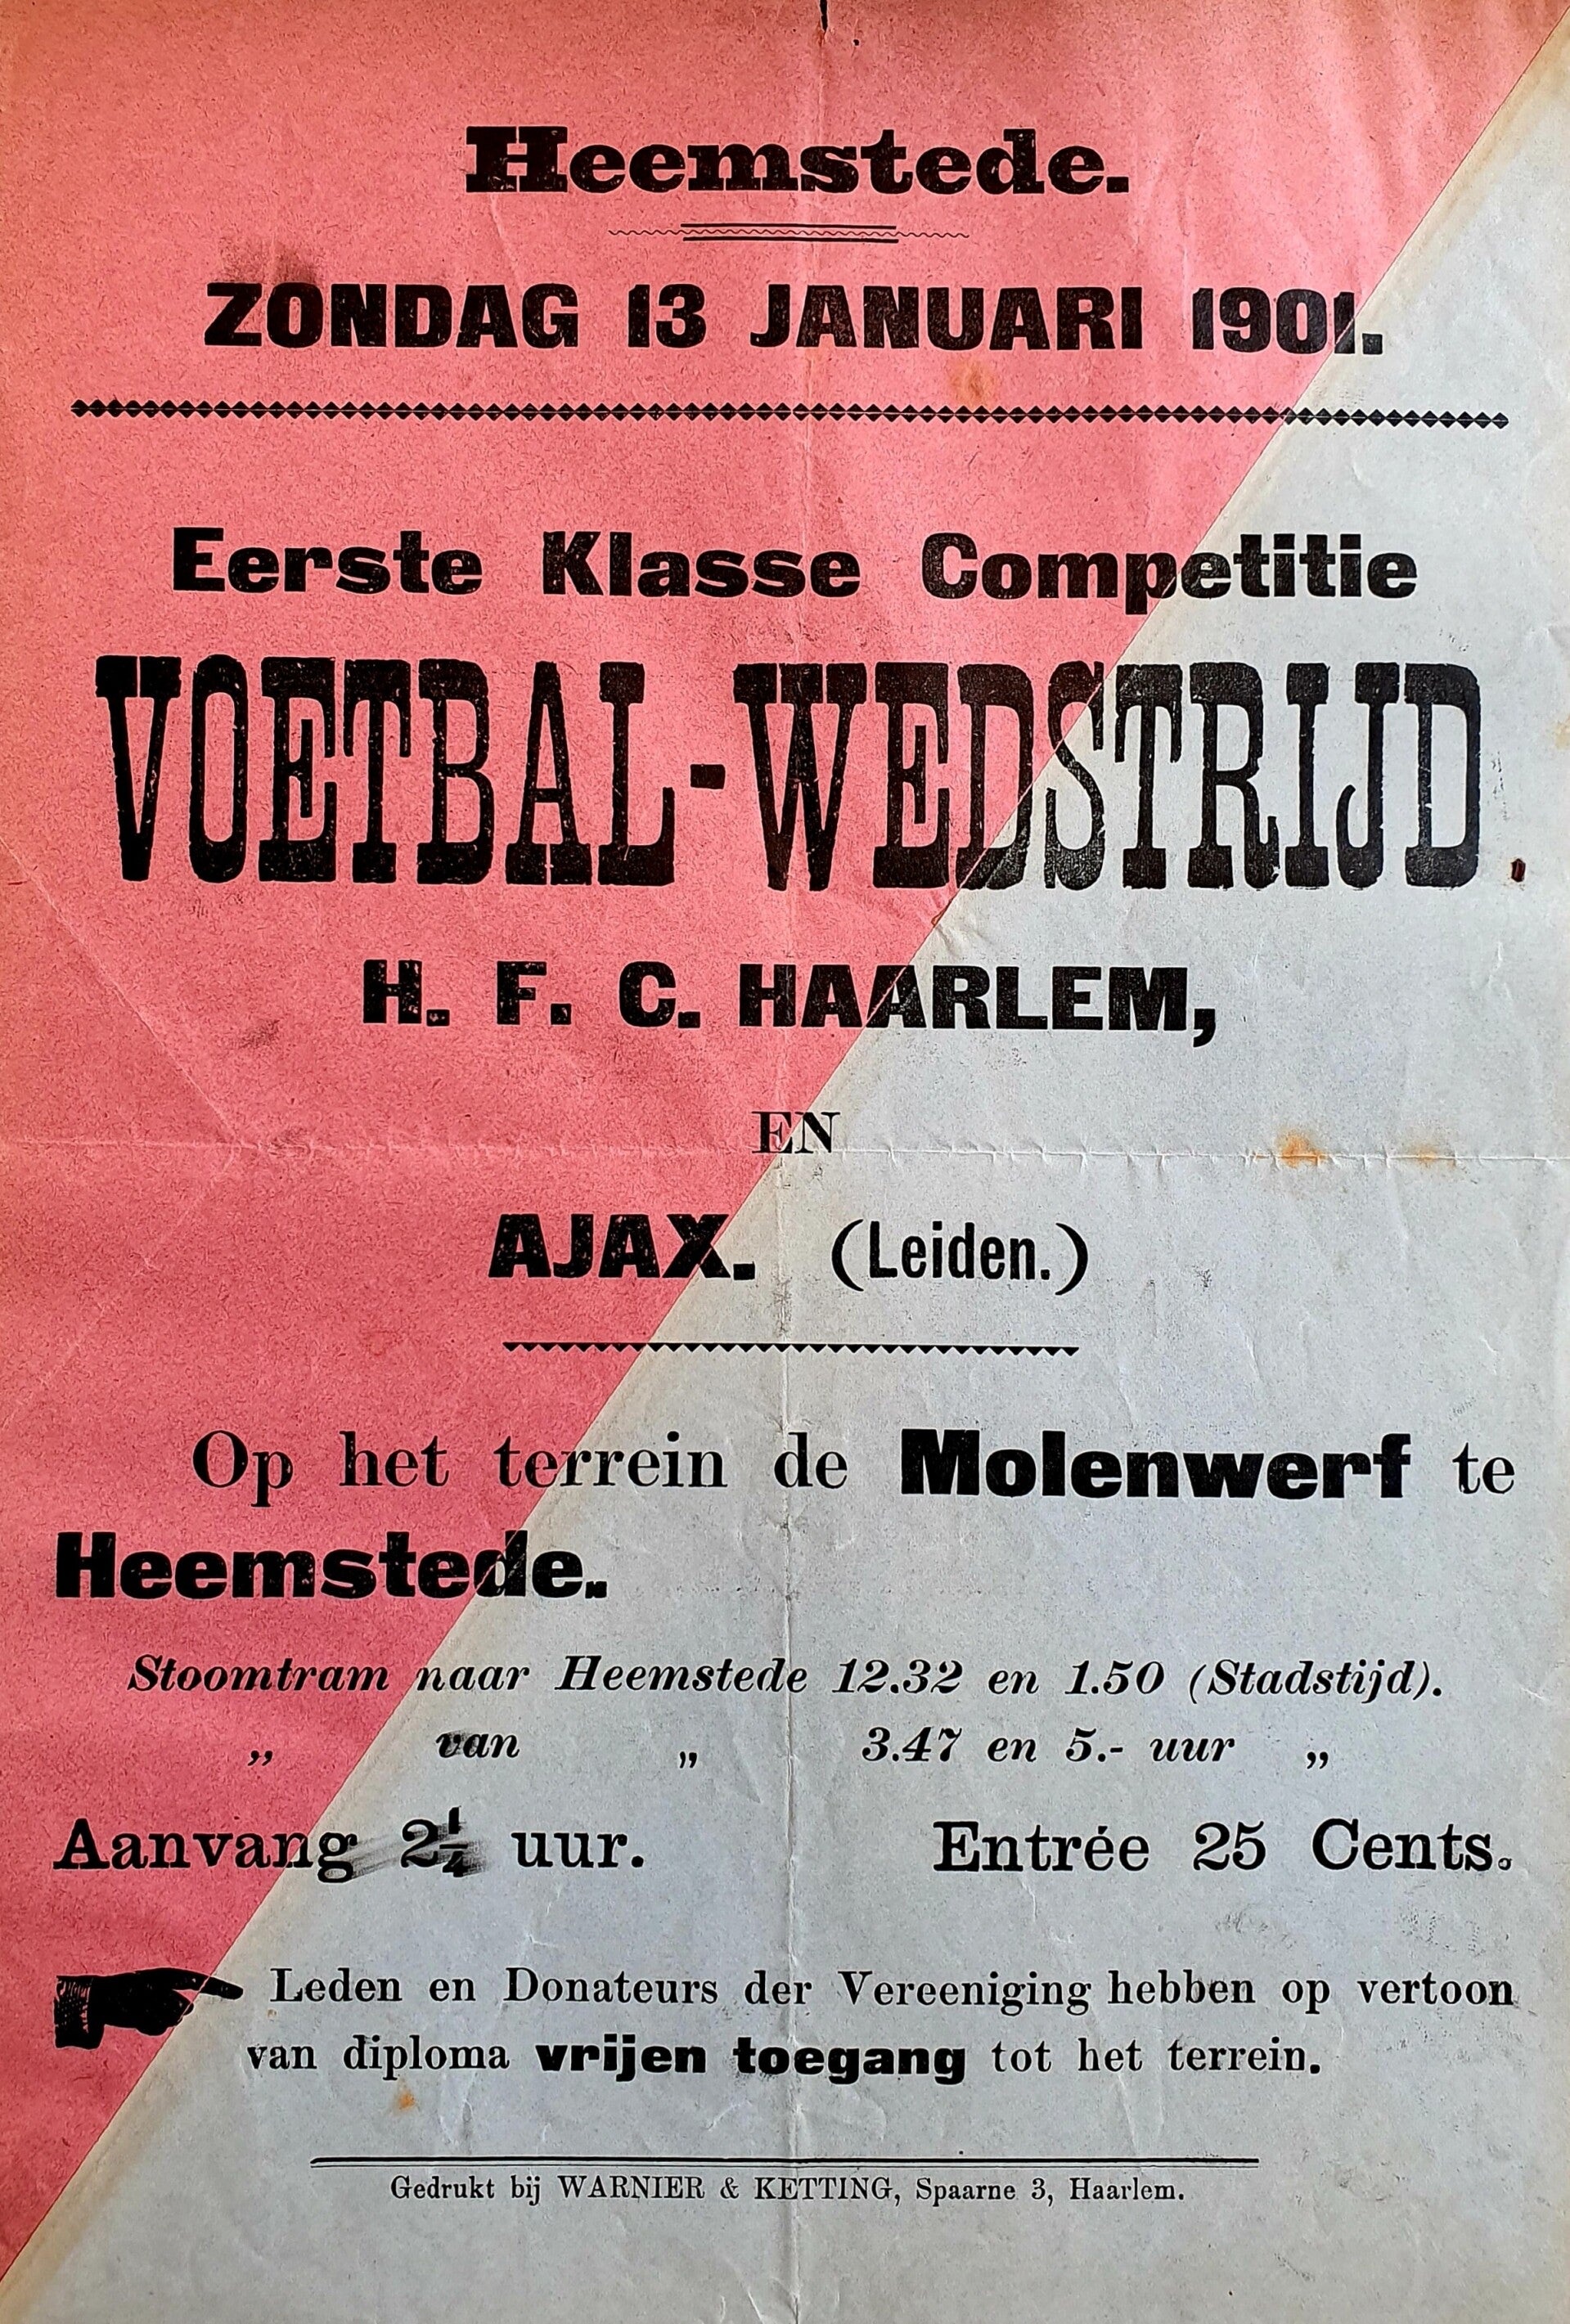 Heemstede.
ZONDAG 13 JANUARI 1901.
Eerste Klasse Competitie
VOETBAL-WEDSTRIJD.
H. F. C. HAARLEM,
EN
AJAX. (Leiden.)
Op het terrein de Molenwerf te
Heemstede.
Stoomtram naar Heemstede 12.32 en 1.50 (Stadstijd).
„ van „ 3.47 en 5.- uur „
Aanvang 2¼ uur. Entrée 25 Cents.
Leden en Donateurs der Vereeniging hebben op vertoon
van diploma vrijen toegang tot het terrein.
Gedrukt bij WARNIER & KETTING, Spaarne 3, Haarlem.